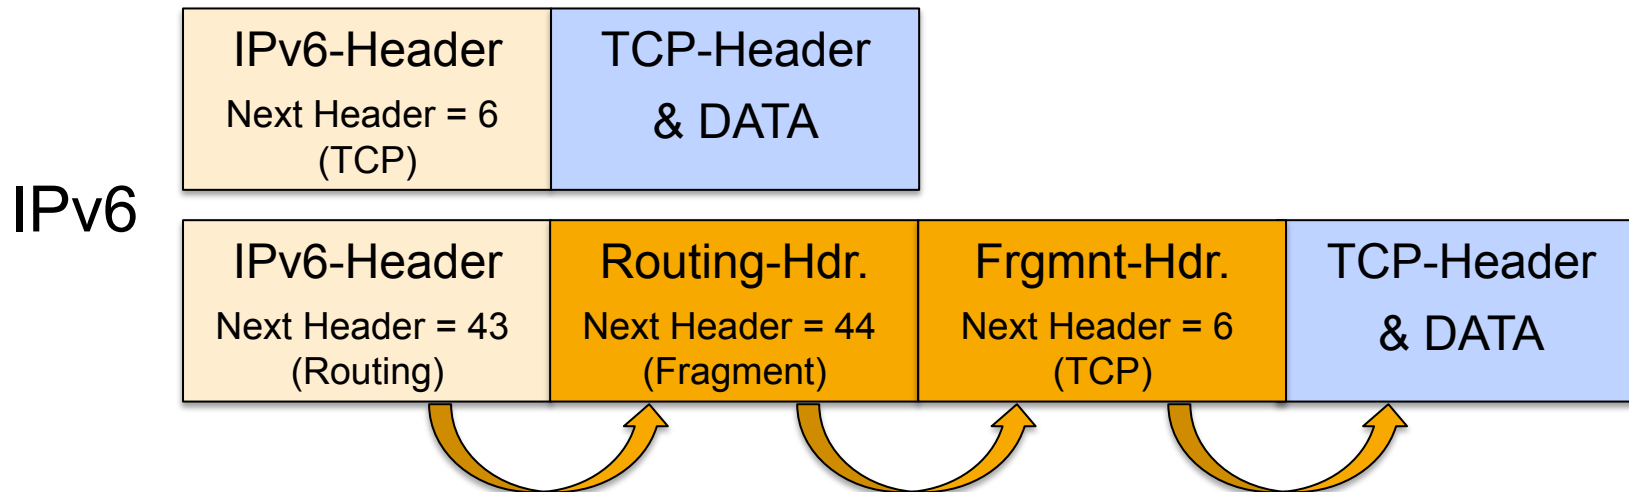 IPv6
IPv6-Header
Next Header = 6
(TCP)
TCP-Header
& DATA
IPv6-Header
Next Header = 43
(Routing)
Routing-Hdr.
Next Header = 44
(Fragment)
Frgmnt-Hdr.
Next Header = 6
(TCP)
TCP-Header
& DATA